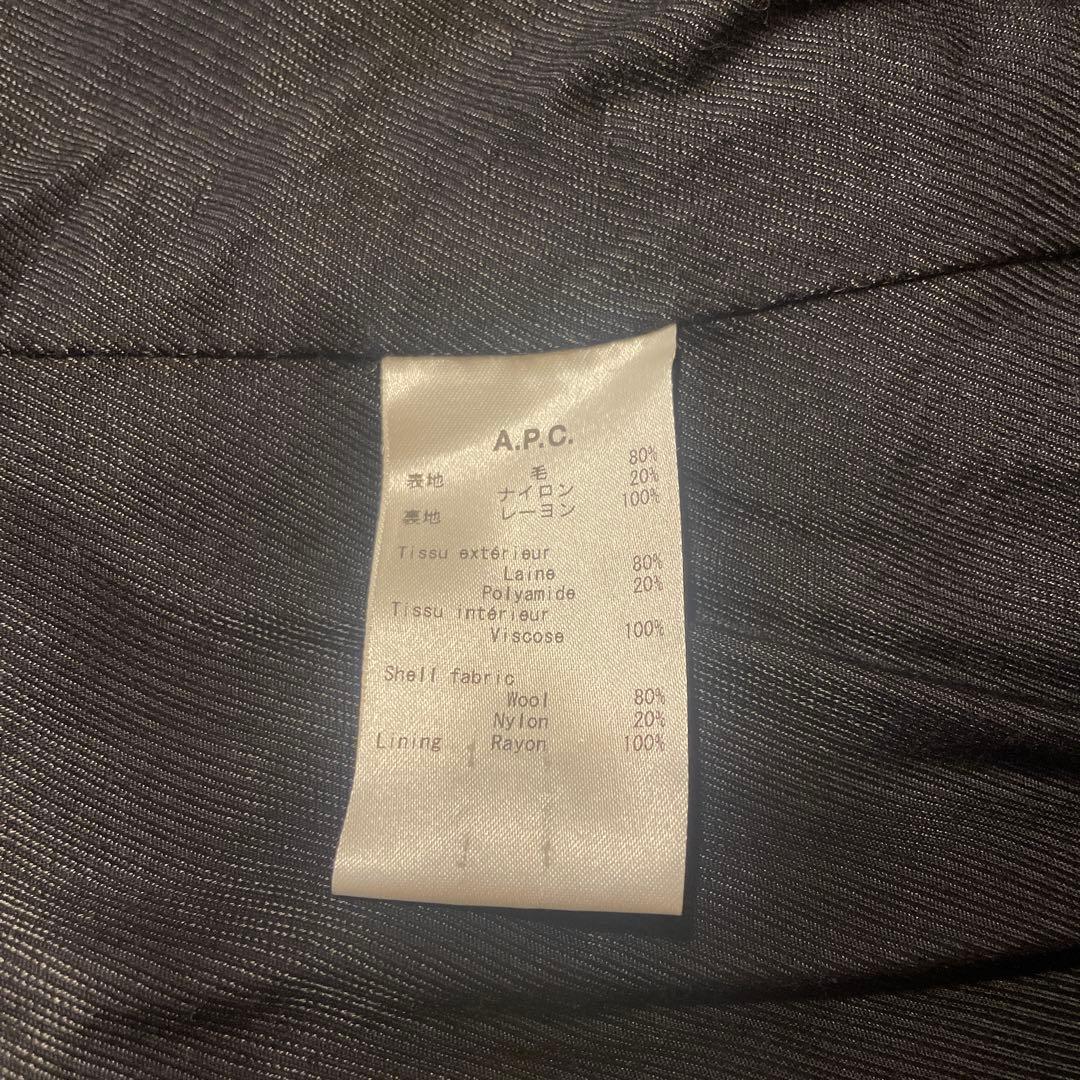 A.P.C.
表地 毛 80%
ナイロン 20%
裏地 レーヨン 100%
Tissu extérieur
Laine 80%
Polyamide 20%
Tissu intérieur
Viscose 100%
Shell fabric
Wool 80%
Nylon 20%
Lining Rayon 100%